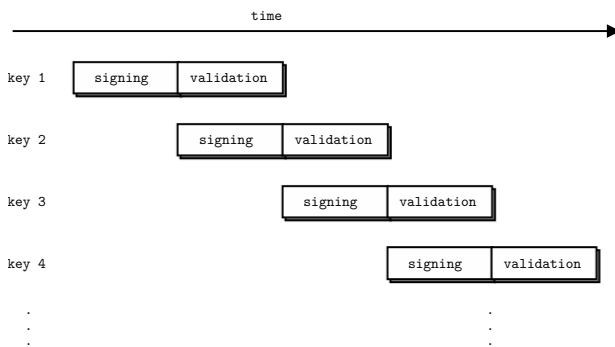 time
key 1 signing validation
key 2 signing validation
key 3 signing validation
key 4 signing validation
. .
. .
. .